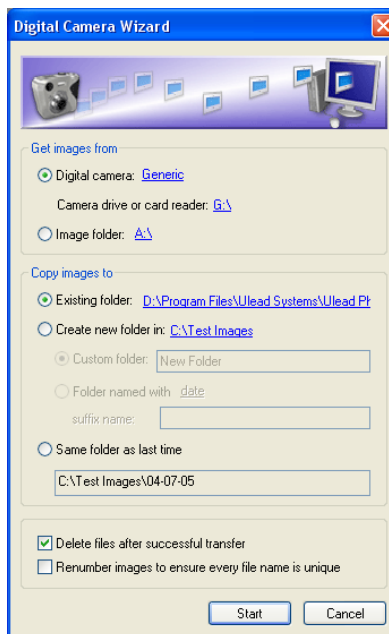 Digital Camera Wizard
Get images from
Digital camera: Generic
Camera drive or card reader: G:\
Image folder: A:\
Copy images to
Existing folder: D:\Program Files\Ulead Systems\Ulead Ph
Create new folder in: C:\Test Images
Custom folder: New Folder
Folder named with date
suffix name:
Same folder as last time
C:\Test Images\04-07-05
Delete files after successful transfer
Renumber images to ensure every file name is unique
Start Cancel